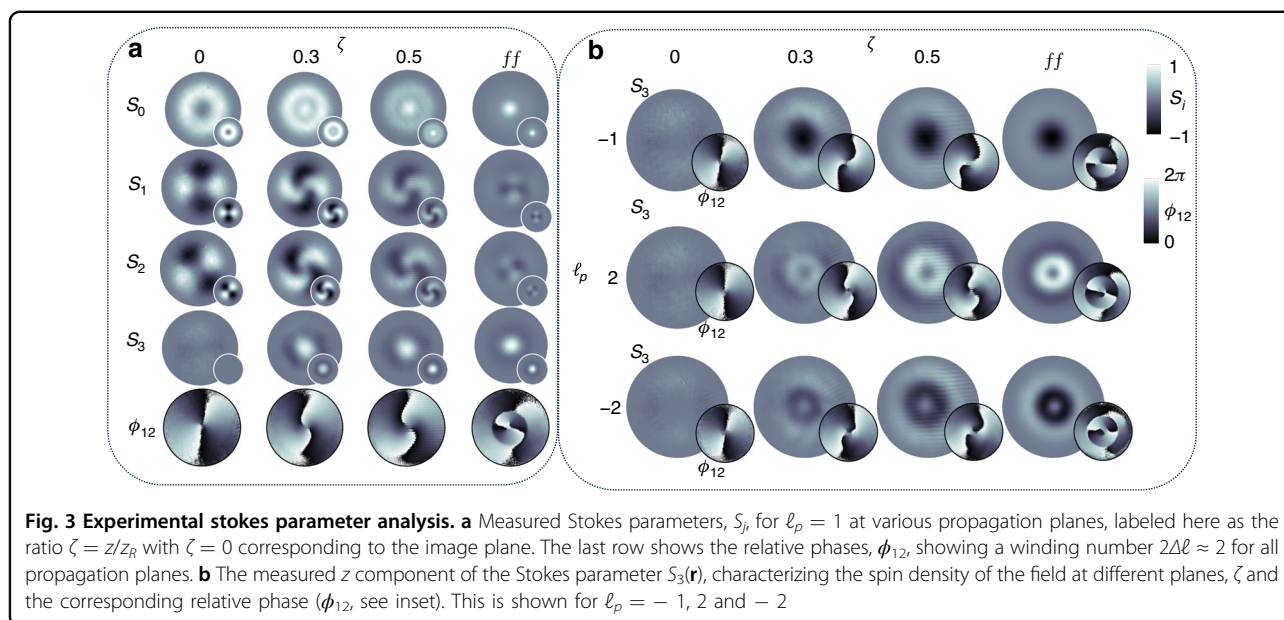 a
ζ
0 0.3 0.5 ff
S₀
S₁
S₂
S₃
ϕ₁₂
b
ζ
0 0.3 0.5 ff
S₃
−1
ϕ₁₂
S₃
ℓₚ 2
ϕ₁₂
S₃
−2
ϕ₁₂
1
Sᵢ
−1
2π
ϕ₁₂
0
Fig. 3 Experimental stokes parameter analysis. a Measured Stokes parameters, Sⱼ, for ℓₚ = 1 at various propagation planes, labeled here as the
ratio ζ = z/z_R with ζ = 0 corresponding to the image plane. The last row shows the relative phases, ϕ₁₂, showing a winding number 2Δℓ ≈ 2 for all
propagation planes. b The measured z component of the Stokes parameter S₃(r), characterizing the spin density of the field at different planes, ζ and
the corresponding relative phase (ϕ₁₂, see inset). This is shown for ℓₚ = − 1, 2 and − 2